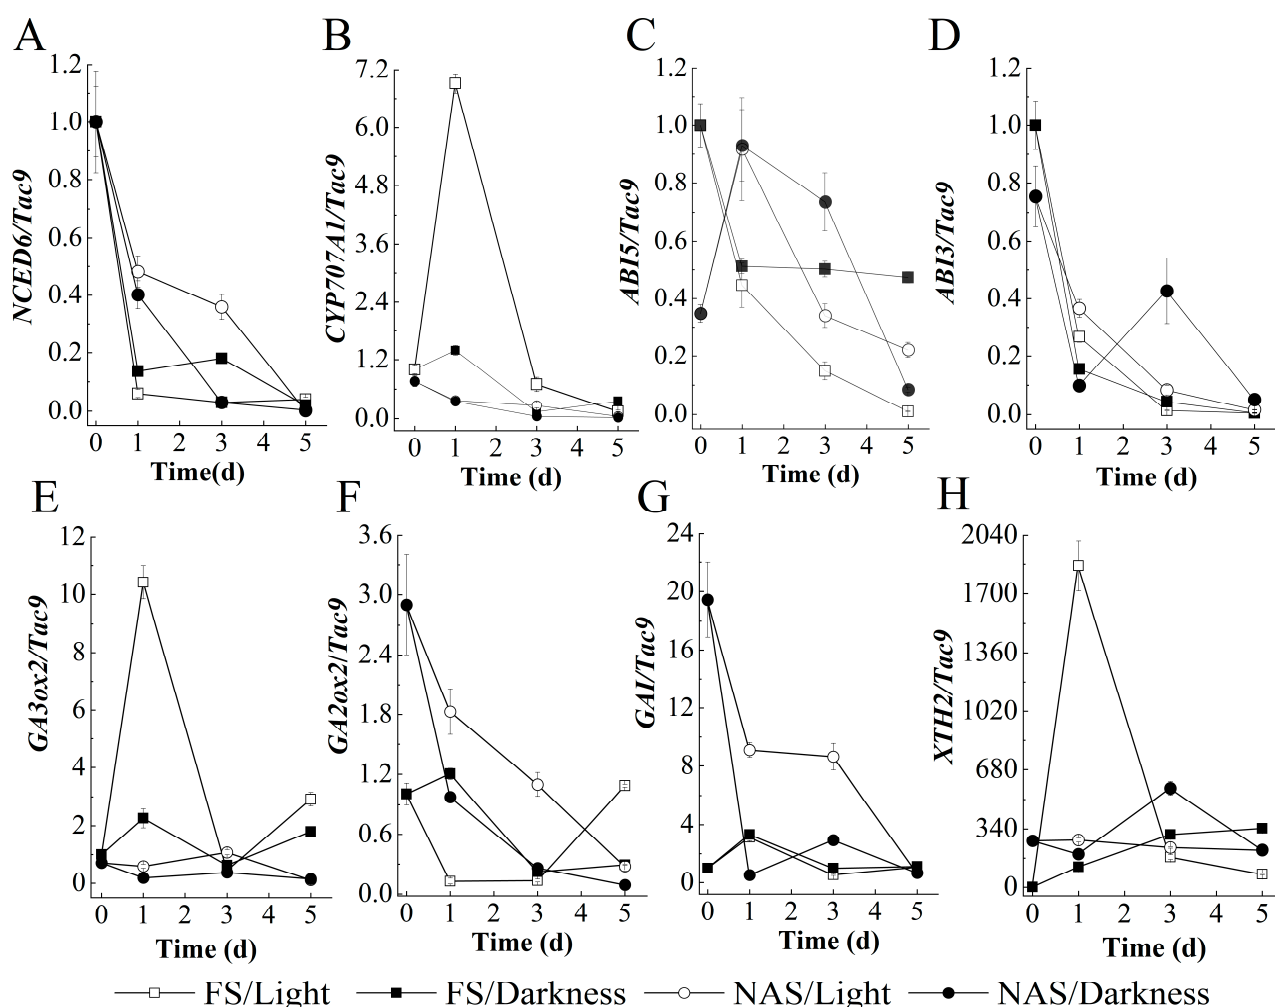 A
B
C
D
NCED6/Tac9
1.2
1.0
0.8
0.6
0.4
0.2
0.0
0 1 2 3 4 5
Time(d)
CYP707A1/Tac9
7.2
6.0
4.8
3.6
2.4
1.2
0.0
0 1 2 3 4 5
Time (d)
ABI5/Tac9
1.2
1.0
0.8
0.6
0.4
0.2
0.0
0 1 2 3 4 5
Time (d)
ABI3/Tac9
1.2
1.0
0.8
0.6
0.4
0.2
0.0
0 1 2 3 4 5
Time (d)
E
F
G
H
GA3ox2/Tac9
12
10
8
6
4
2
0
0 1 2 3 4 5
Time (d)
GA2ox2/Tac9
3.6
3.0
2.4
1.8
1.2
0.6
0.0
0 1 2 3 4 5
Time (d)
GAI/Tac9
24
20
16
12
8
4
0
0 1 2 3 4 5
Time (d)
XTH2/Tac9
2040
1700
1360
1020
680
340
0
0 1 2 3 4 5
Time (d)
FS/Light FS/Darkness NAS/Light NAS/Darkness